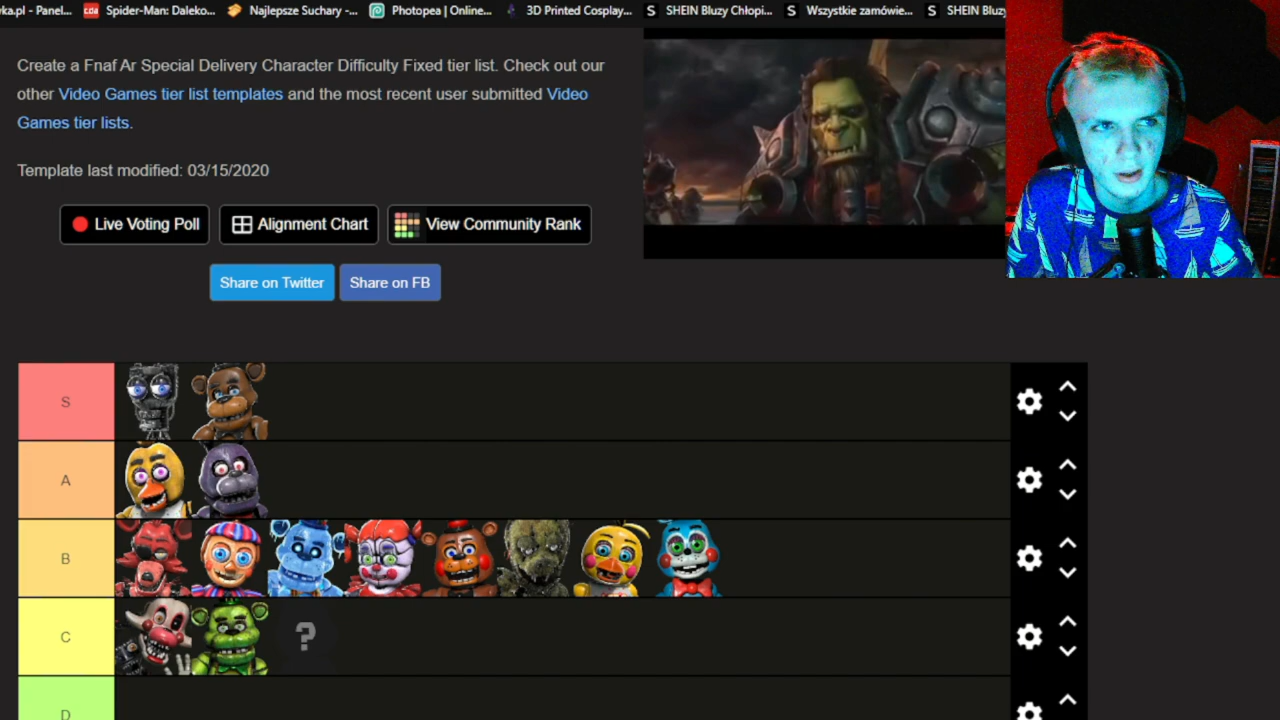 yka.pl - Panel...
CDA
Spider-Man: Daleko...
Najlepsze Suchary -...
Photopea | Online...
3D Printed Cosplay...
S
SHEIN Bluzy Chłopi...
S
Wszystkie zamówie...
S
SHEIN Bluzy
Create a Fnaf Ar Special Delivery Character Difficulty Fixed tier list. Check out our
other Video Games tier list templates and the most recent user submitted Video
Games tier lists.
Template last modified: 03/15/2020
Live Voting Poll
Alignment Chart
View Community Rank
Share on Twitter
Share on FB
S
A
B
C
?
D